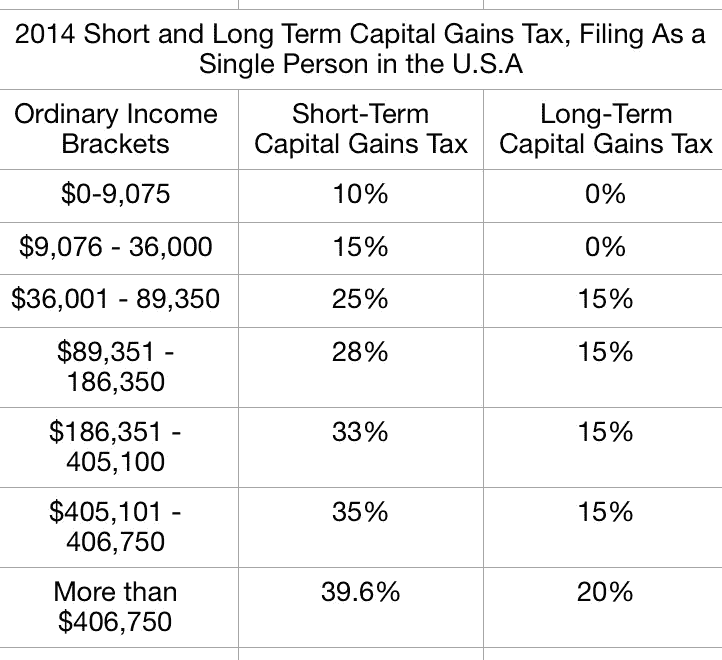 2014 Short and Long Term Capital Gains Tax, Filing As a
Single Person in the U.S.A
Ordinary Income
Brackets
Short-Term
Capital Gains Tax
Long-Term
Capital Gains Tax
$0-9,075
10%
0%
$9,076 - 36,000
15%
0%
$36,001 - 89,350
25%
15%
$89,351 -
186,350
28%
15%
$186,351 -
405,100
33%
15%
$405,101 -
406,750
35%
15%
More than
$406,750
39.6%
20%